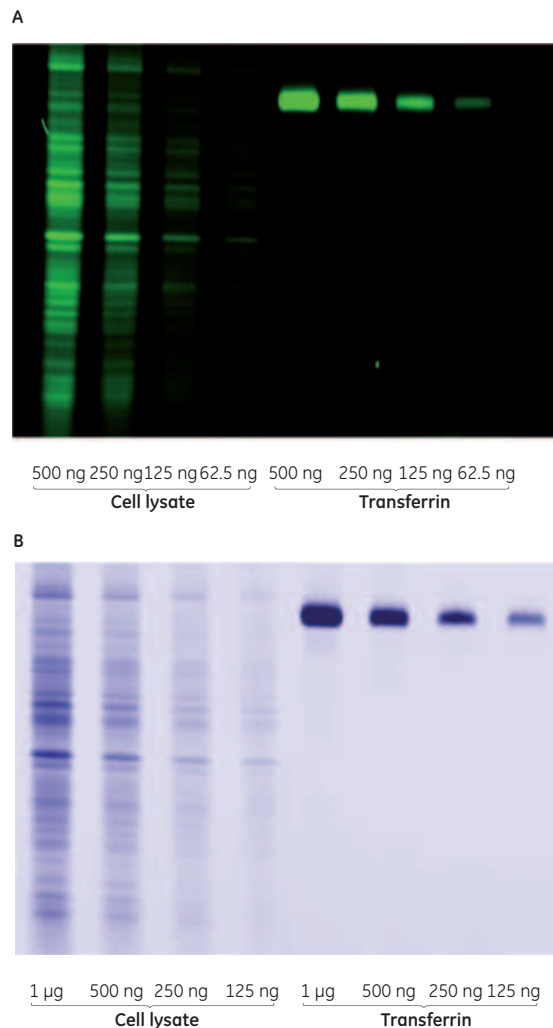 A
500 ng 250 ng 125 ng 62.5 ng 500 ng 250 ng 125 ng 62.5 ng
Cell lysate Transferrin
B
1 µg 500 ng 250 ng 125 ng 1 µg 500 ng 250 ng 125 ng
Cell lysate Transferrin